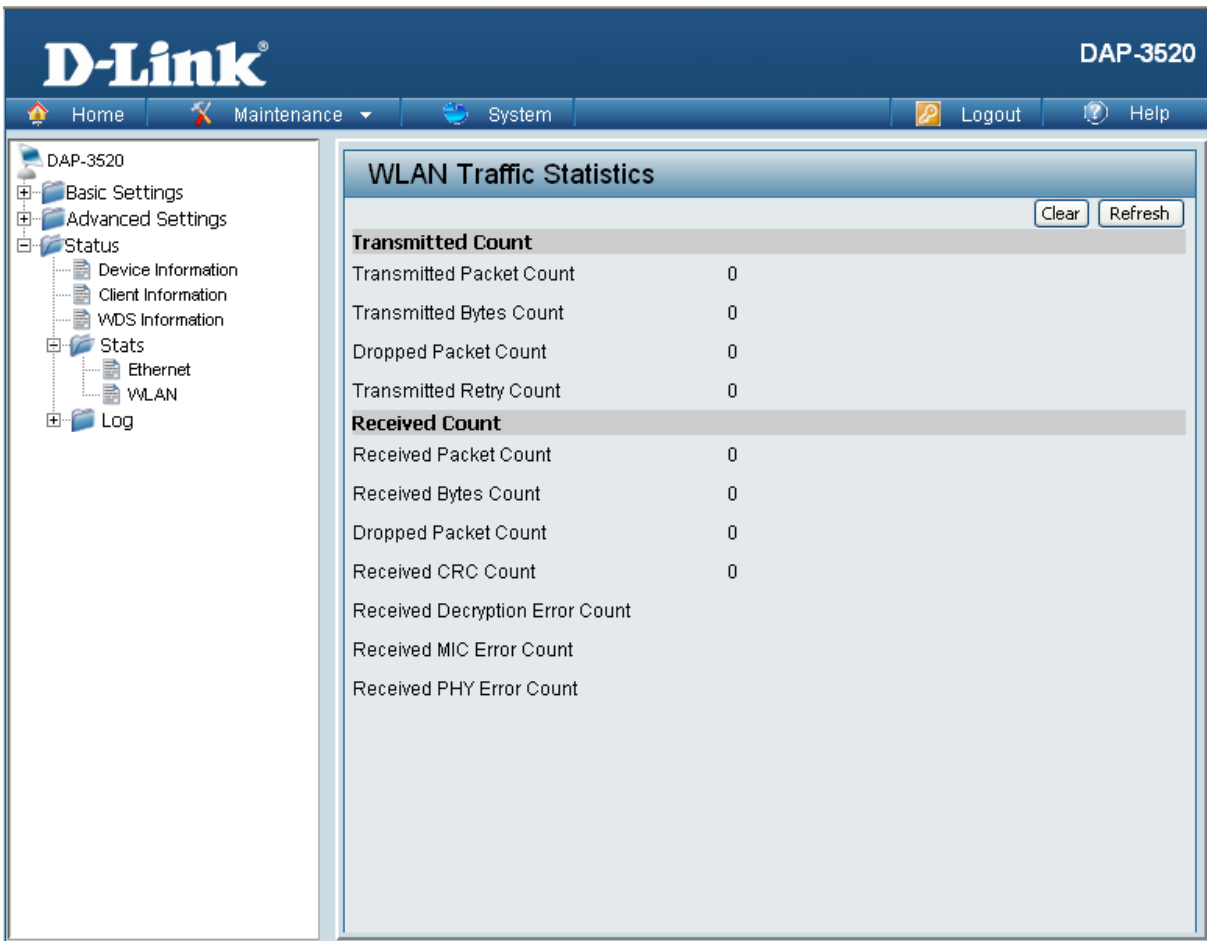 D-Link®
DAP-3520
Home Maintenance System Logout Help
DAP-3520
Basic Settings
Advanced Settings
Status
Device Information
Client Information
WDS Information
Stats
Ethernet
WLAN
Log
WLAN Traffic Statistics
Clear Refresh
Transmitted Count
Transmitted Packet Count 0
Transmitted Bytes Count 0
Dropped Packet Count 0
Transmitted Retry Count 0
Received Count
Received Packet Count 0
Received Bytes Count 0
Dropped Packet Count 0
Received CRC Count 0
Received Decryption Error Count
Received MIC Error Count
Received PHY Error Count